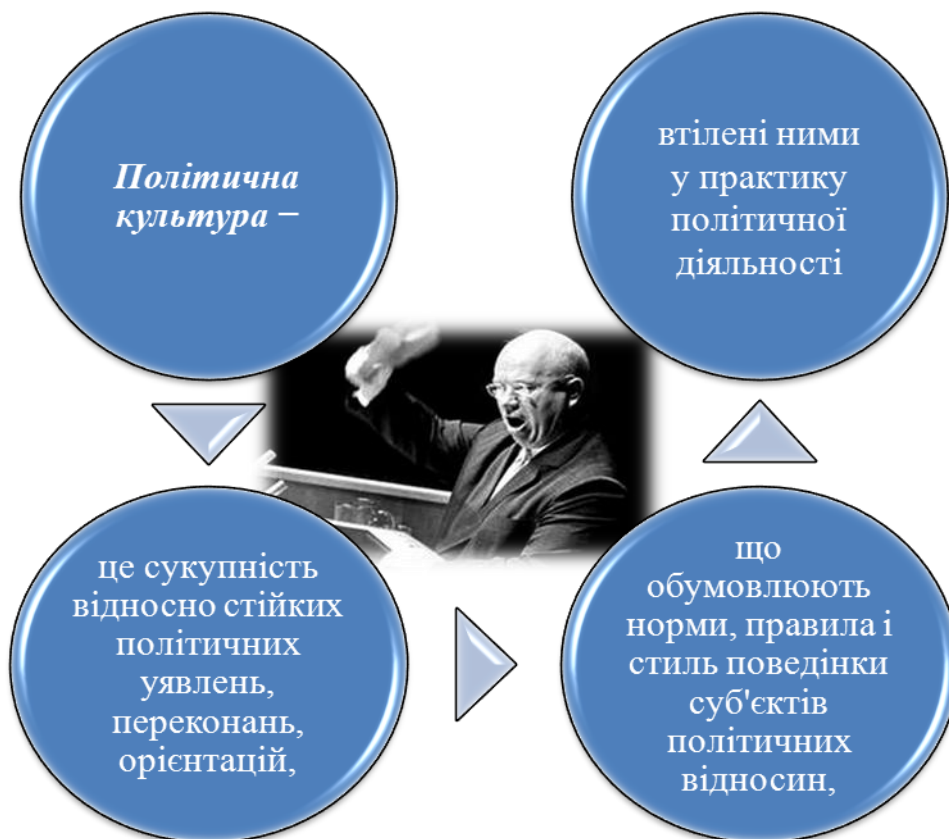 Політична
культура –
це сукупність
відносно стійких
політичних
уявлень,
переконань,
орієнтацій,
що
обумовлюють
норми, правила і
стиль поведінки
суб'єктів
політичних
відносин,
втілені ними
у практику
політичної
діяльності